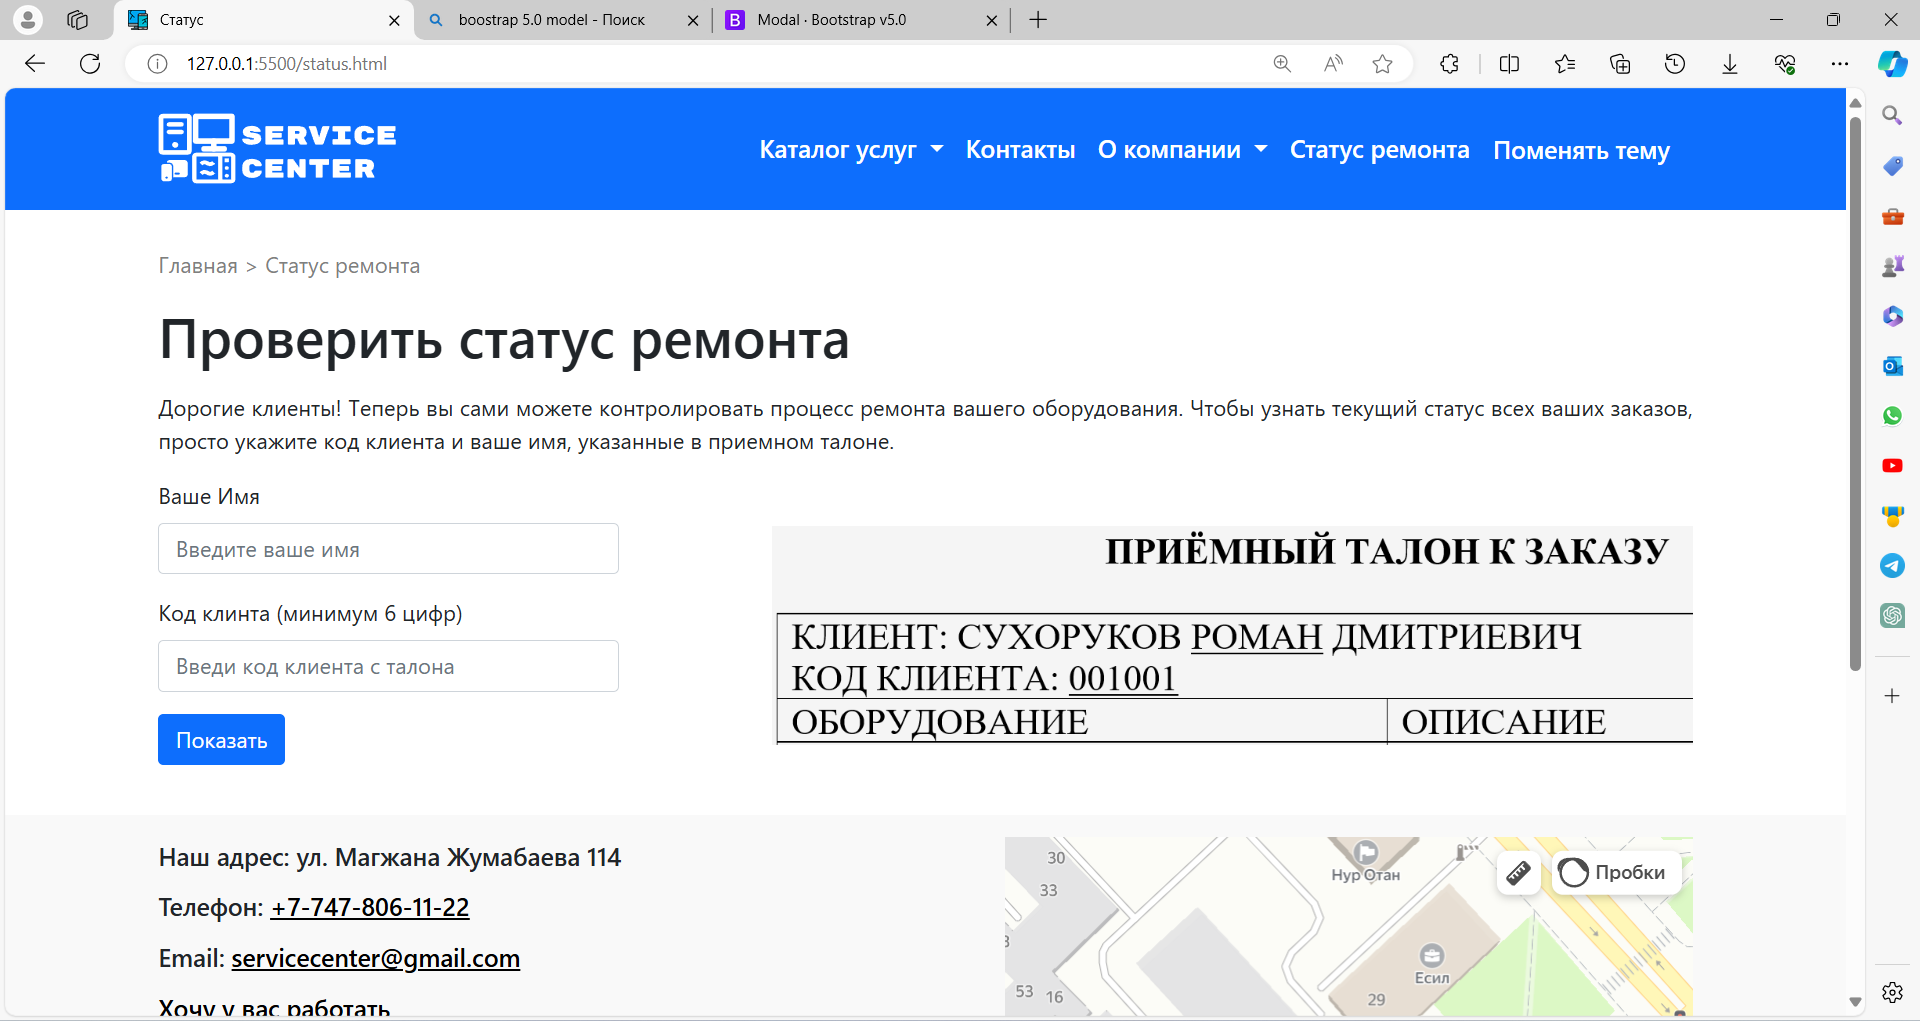 Статус
boostrap 5.0 model - Поиск
B
Modal · Bootstrap v5.0
127.0.0.1:5500/status.html
SERVICE
CENTER
Каталог услуг
Контакты
О компании
Статус ремонта
Поменять тему
Главная > Статус ремонта
Проверить статус ремонта
Дорогие клиенты! Теперь вы сами можете контролировать процесс ремонта вашего оборудования. Чтобы узнать текущий статус всех ваших заказов,
просто укажите код клиента и ваше имя, указанные в приемном талоне.
Ваше Имя
Введите ваше имя
Код клинта (минимум 6 цифр)
Введи код клиента с талона
Показать
ПРИЁМНЫЙ ТАЛОН К ЗАКАЗУ
КЛИЕНТ: СУХОРУКОВ РОМАН ДМИТРИЕВИЧ
КОД КЛИЕНТА: 001001
ОБОРУДОВАНИЕ
ОПИСАНИЕ
Наш адрес: ул. Магжана Жумабаева 114
Телефон: +7-747-806-11-22
Email: servicecenter@gmail.com
Хочу у вас работать
30
33
Нур Отан
Пробки
Есил
53
16
29